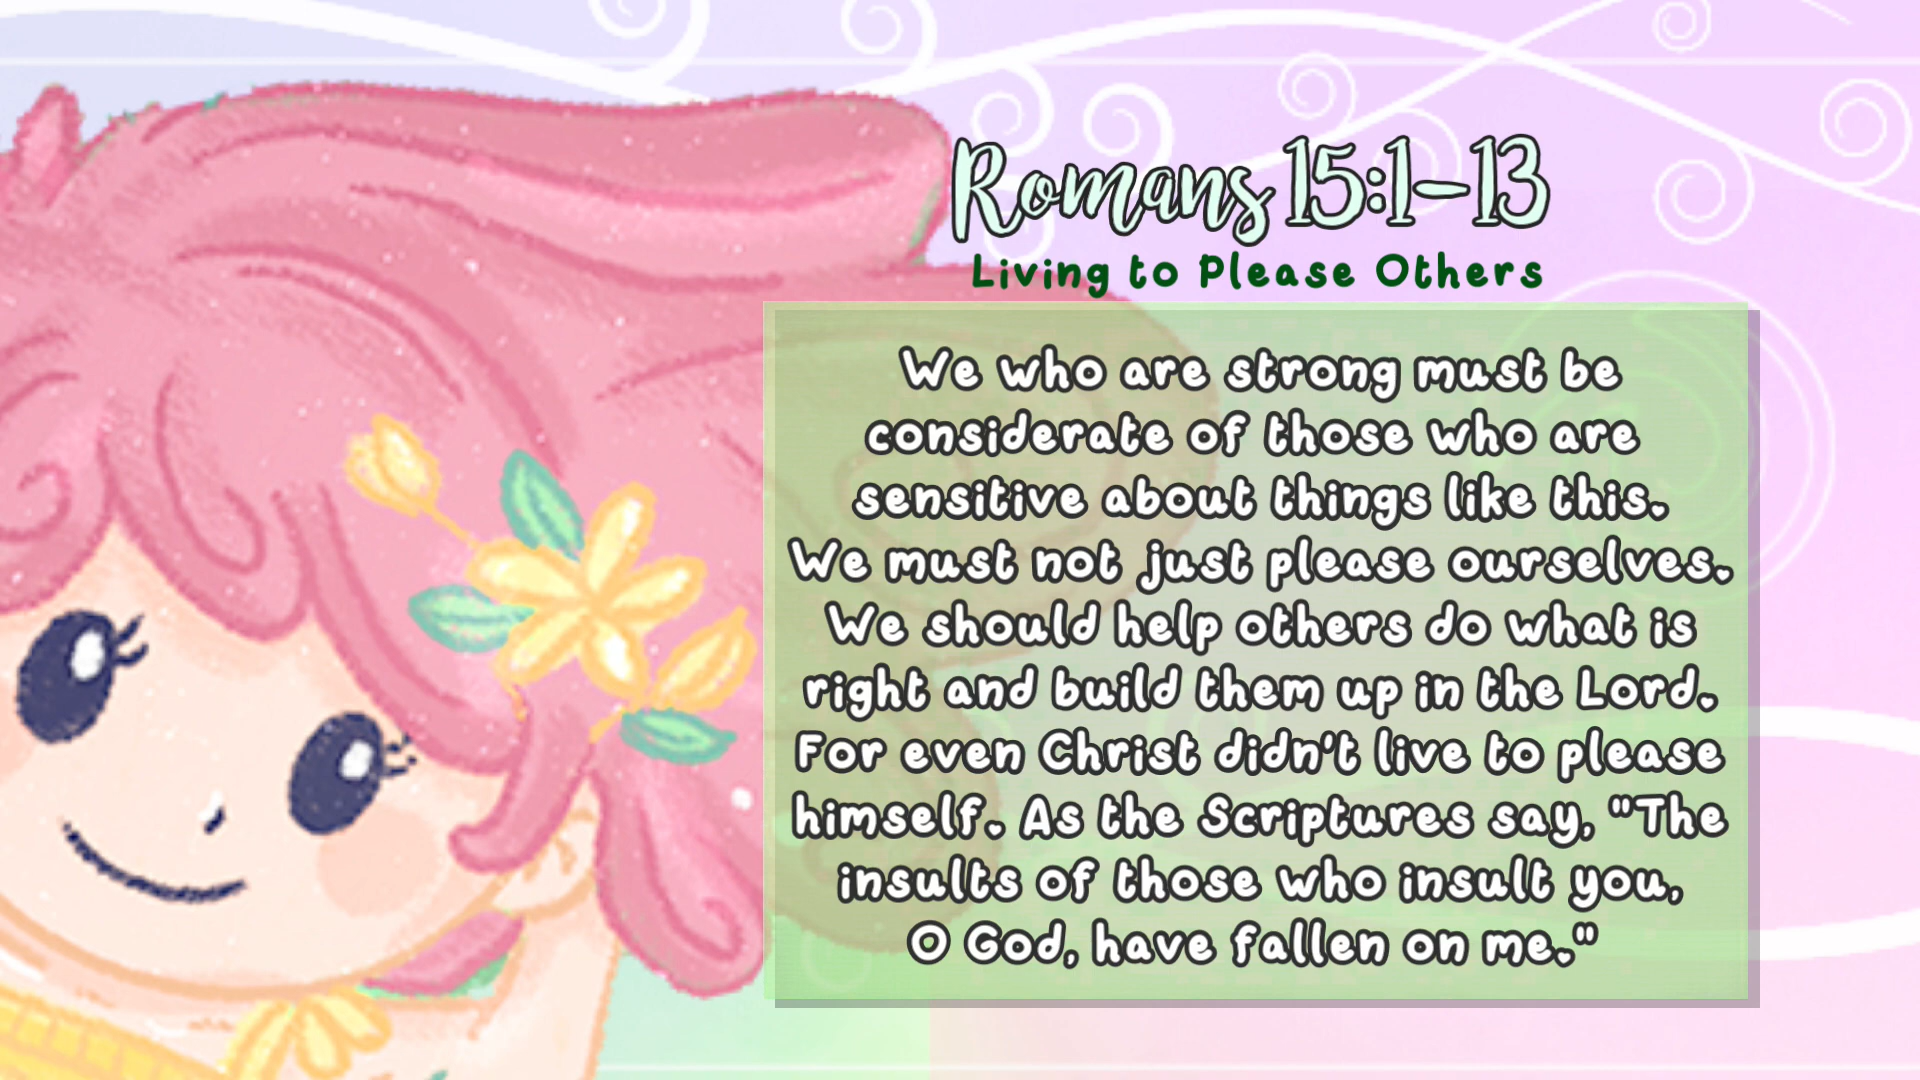 Romans 15:1-13
Living to Please Others
We who are strong must be
considerate of those who are
sensitive about things like this.
We must not just please ourselves.
We should help others do what is
right and build them up in the Lord.
For even Christ didn't live to please
himself. As the Scriptures say, "The
insults of those who insult you,
O God, have fallen on me."